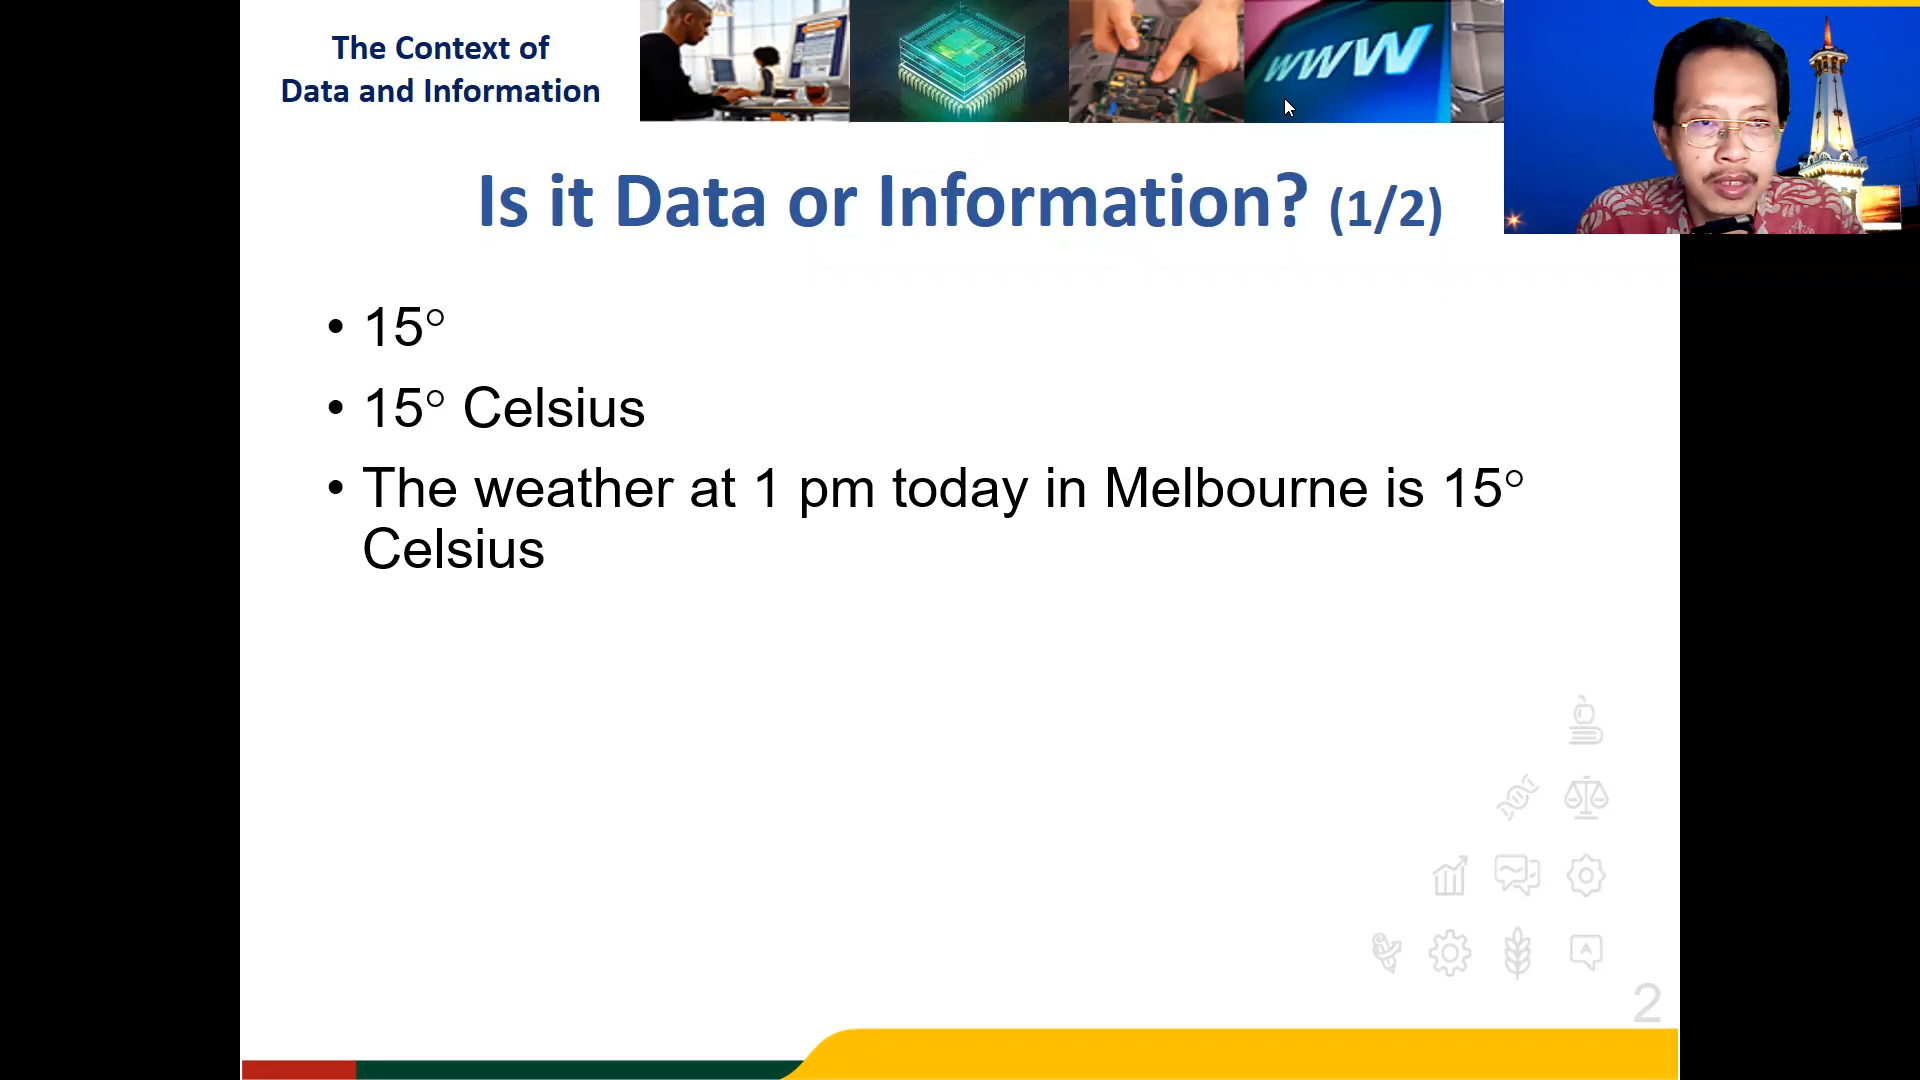 The Context of
Data and Information
www
Is it Data or Information? (1/2)
• 15°
• 15° Celsius
• The weather at 1 pm today in Melbourne is 15°
Celsius
A
2